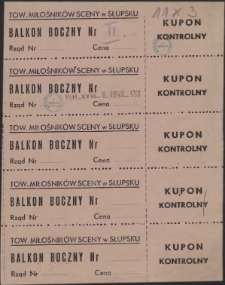 11 x 3
TOW. MIŁOŚNIKÓW SCENY w SŁUPSKU
BALKON BOCZNY Nr II
Rząd Nr Cena
KUPON
KONTROLNY
TOW. MIŁOŚNIKÓW SCENY w SŁUPSKU
BALKON BOCZNY Nr
Rząd Nr Cena
KUPON
KONTROLNY
TOW. MIŁOŚNIKÓW SCENY w SŁUPSKU
BALKON BOCZNY Nr
Rząd Nr Cena
KUPON
KONTROLNY
TOW. MIŁOŚNIKÓW SCENY w SŁUPSKU
BALKON BOCZNY Nr
Rząd Nr Cena
KUPON
KONTROLNY
TOW. MIŁOŚNIKÓW SCENY w SŁUPSKU
BALKON BOCZNY Nr
Rząd Nr Cena
KUPON
KONTROLNY